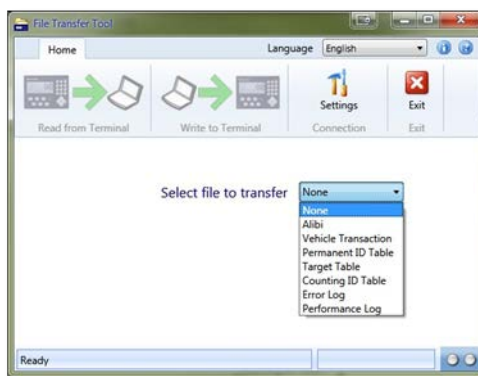 File Transfer Tool
Home
Language English
Settings
Exit
Read from Terminal
Write to Terminal
Connection
Exit
Select file to transfer None
None
Alibi
Vehicle Transaction
Permanent ID Table
Target Table
Counting ID Table
Error Log
Performance Log
Ready